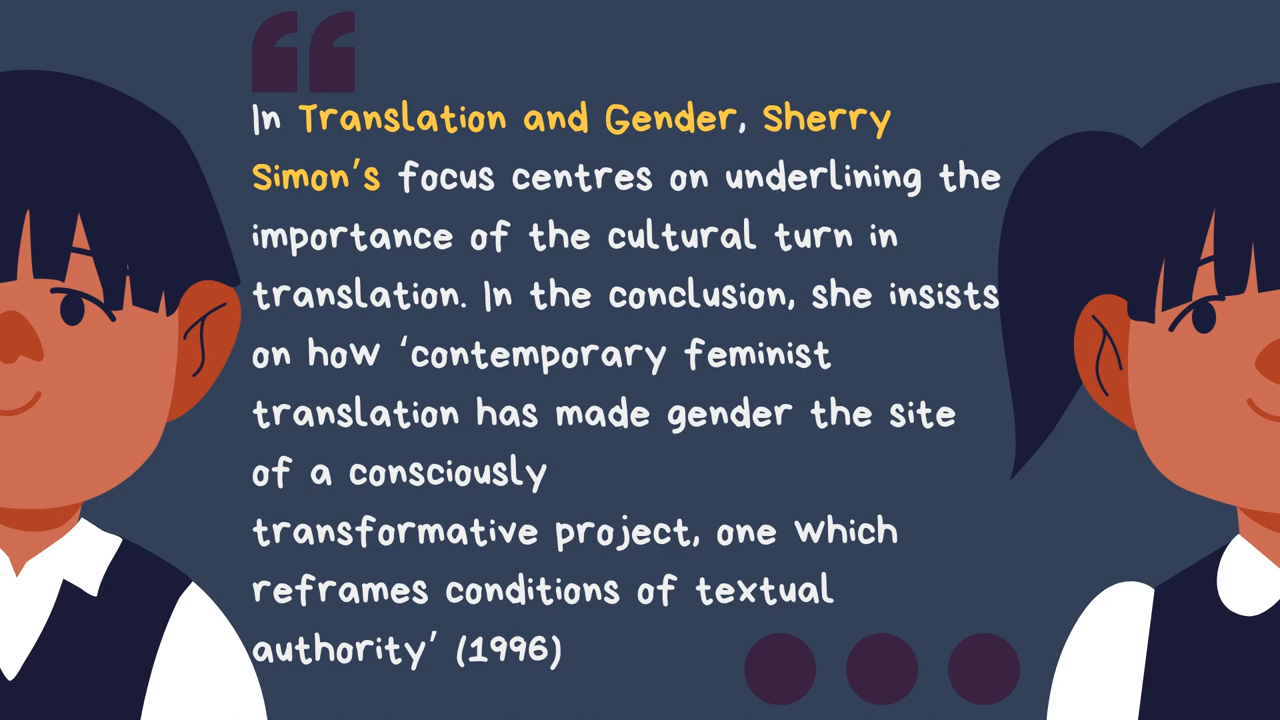 In Translation and Gender, Sherry
Simon's focus centres on underlining the
importance of the cultural turn in
translation. In the conclusion, she insists
on how 'contemporary feminist
translation has made gender the site
of a consciously
transformative project, one which
reframes conditions of textual
authority' (1996)